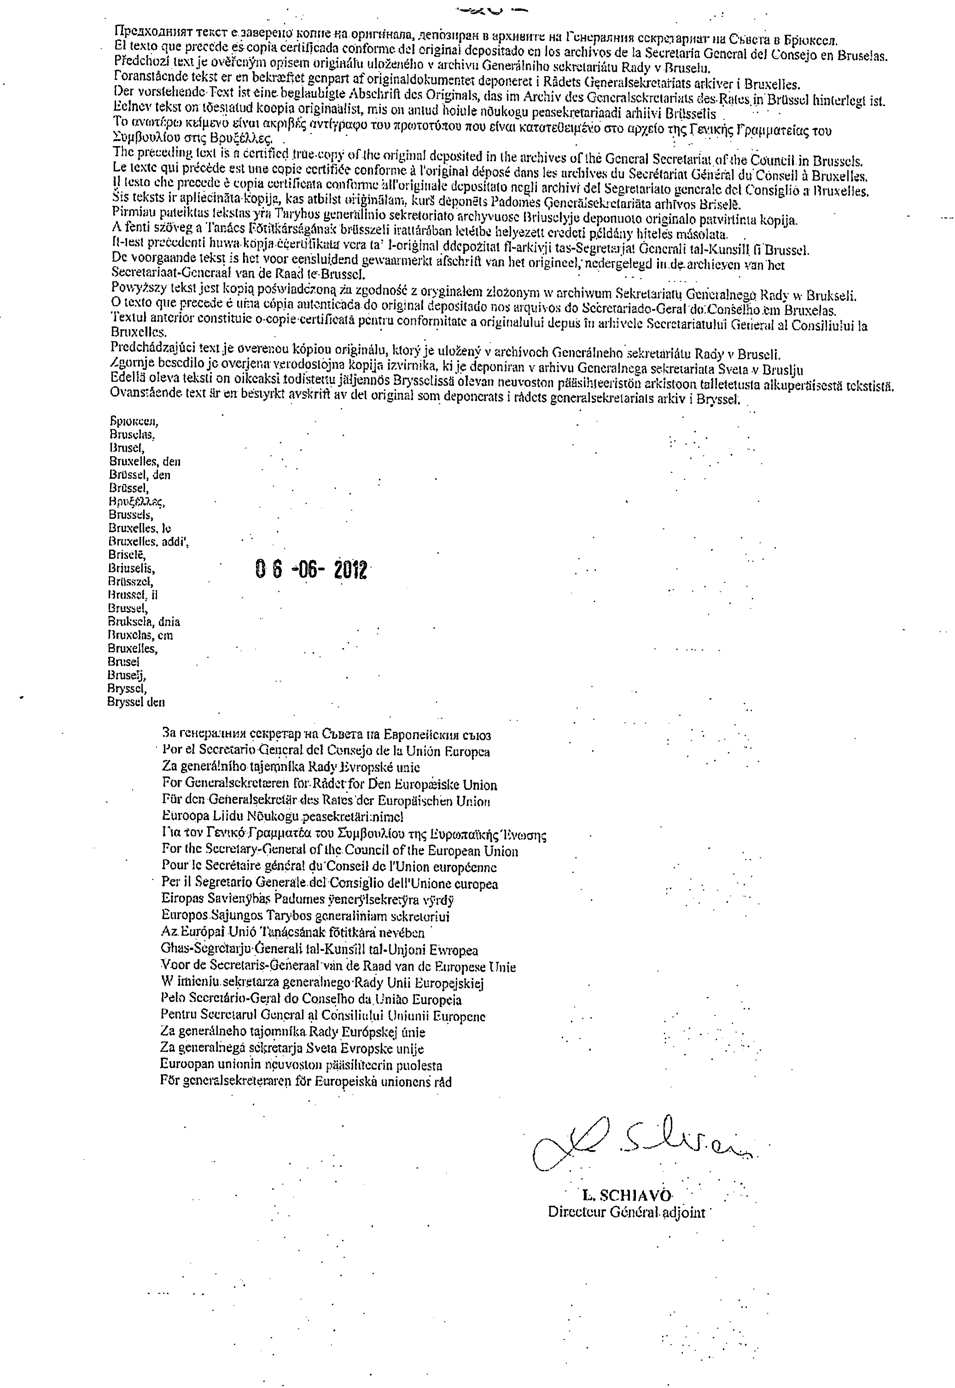 Предходният текст е заверено копие на оригинала, депозиран в архивите на Генералния секретариат на Съвета в Брюксел.
El texto que precede es copia certificada conforme del original depositado en los archivos de la Secretaría General del Consejo en Bruselas.
Předchozí text je ověřeným opisem originálu uloženého v archivu Generálního sekretariátu Rady v Bruselu.
Foranstående tekst er en bekræftet genpart af originaldokumentet deponeret i Rådets Generalsekretariats arkiver i Bruxelles.
Der vorstehende Text ist eine beglaubigte Abschrift des Originals, das im Archiv des Generalsekretariats des Rates in Brüssel hinterlegt ist.
Eelnev tekst on tõestatud koopia originaalist, mis on antud hoiule nõukogu peasekretariaadi arhiivi Brüsselis
Το ανωτέρω κείμενο είναι ακριβές αντίγραφο του πρωτοτύπου που είναι κατατεθειμένο στο αρχείο της Γενικής Γραμματείας του
Συμβουλίου στις Βρυξέλλες.
The preceding text is a certified true copy of the original deposited in the archives of the General Secretariat of the Council in Brussels.
Le texte qui précède est une copie certifiée conforme à l'original déposé dans les archives du Secrétariat Général du Conseil à Bruxelles.
Il testo che precede è copia certificata conforme all'originale depositato negli archivi del Segretariato generale del Consiglio a Bruxelles.
Šis teksts ir apliecināta kopija, kas atbilst oriģinālam, kurš deponēts Padomes Ģenerālsekretariāta arhīvos Briselē.
Pirmiau pateiktas tekstas yra Tarybos generalinio sekretoriato archyvuose Briuselyje deponuoto originalo patvirtinta kopija.
A fenti szöveg a Tanács Főtitkárságának brüsszeli irattárában letétbe helyezett eredeti példány hiteles másolata.
It-test preċedenti huwa kopja ċċertifikata vera ta' l-oriġinal ddepożitat fl-arkivji tas-Segretarjat Ġenerali tal-Kunsill fi Brussel.
De voorgaande tekst is het voor eensluidend gewaarmerkt afschrift van het origineel, nedergelegd in de archieven van het
Secretariaat-Generaal van de Raad te Brussel.
Powyższy tekst jest kopią poświadczoną za zgodność z oryginałem złożonym w archiwum Sekretariatu Generalnego Rady w Brukseli.
O texto que precede é uma cópia autenticada do original depositado nos arquivos do Secretariado-Geral do Conselho em Bruxelas.
Textul anterior constituie o copie certificată pentru conformitate a originalului depus în arhivele Secretariatului General al Consiliului la
Bruxelles.
Predchádzajúci text je overenou kópiou originálu, ktorý je uložený v archívoch Generálneho sekretariátu Rady v Bruseli.
Zgornje besedilo je overjena verodostojna kopija izvirnika, ki je deponiran v arhivu Generalnega sekretariata Sveta v Bruslju
Edellä oleva teksti on oikeaksi todistettu jäljennös Brysselissä olevan neuvoston pääsihteeristön arkistoon talletetusta alkuperäisestä tekstistä.
Ovanstående text är en bestyrkt avskrift av det original som deponerats i rådets generalsekretariats arkiv i Bryssel.
Брюксел,
Bruselas,
Brusel,
Bruxelles, den
Brüssel, den
Brüssel,
Βρυξέλλες,
Brussels,
Bruxelles, le
Bruxelles, addi',
Briselē,
Briuselis,
Brüsszel,
Brussel, il
Brussel,
Bruksela, dnia
Bruxelas, em
Bruxelles,
Brusel
Bruselj,
Bryssel,
Bryssel den
06 -06- 2012
За генералния секретар на Съвета на Европейския съюз
Por el Secretario General del Consejo de la Unión Europea
Za generálního tajemníka Rady Evropské unie
For Generalsekretæren for Rådet for Den Europæiske Union
Für den Generalsekretär des Rates der Europäischen Union
Euroopa Liidu Nõukogu peasekretäri nimel
Για τον Γενικό Γραμματέα του Συμβουλίου της Ευρωπαϊκής Ένωσης
For the Secretary-General of the Council of the European Union
Pour le Secrétaire général du Conseil de l'Union européenne
Per il Segretario Generale del Consiglio dell'Unione europea
Eiropas Savienÿbas Padomes ÿenerÿlsekretÿra vÿrdÿ
Europos Sąjungos Tarybos generaliniam sekretoriui
Az Európai Unió Tanácsának főtitkára nevében
Għas-Segretarju Ġenerali tal-Kunsill tal-Unjoni Ewropea
Voor de Secretaris-Generaal van de Raad van de Europese Unie
W imieniu sekretarza generalnego Rady Unii Europejskiej
Pelo Secretário-Geral do Conselho da União Europeia
Pentru Secretarul General al Consiliului Uniunii Europene
Za generálneho tajomníka Rady Európskej únie
Za generalnega sekretarja Sveta Evropske unije
Euroopan unionin neuvoston pääsihteerin puolesta
För generalsekreteraren för Europeiska unionens råd
L. SCHIAVO
Directeur Général adjoint